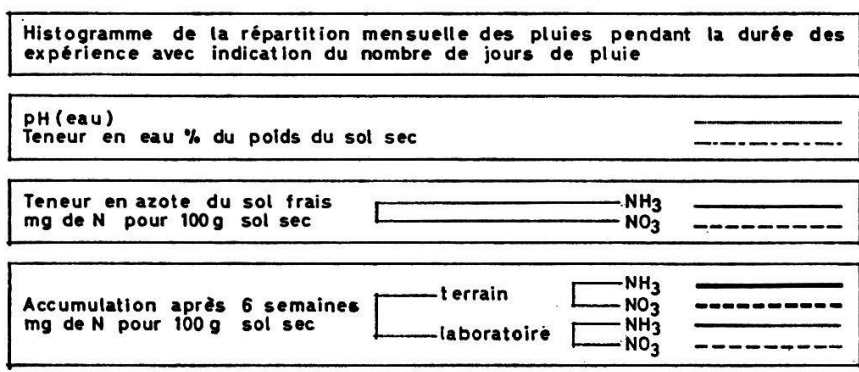 Histogramme de la répartition mensuelle des pluies pendant la durée des
expérience avec indication du nombre de jours de pluie
pH (eau)
Teneur en eau % du poids du sol sec
Teneur en azote du sol frais NH3
mg de N pour 100g sol sec NO3
Accumulation après 6 semaines
mg de N pour 100g sol sec
terrain
NH3
NO3
laboratoire
NH3
NO3